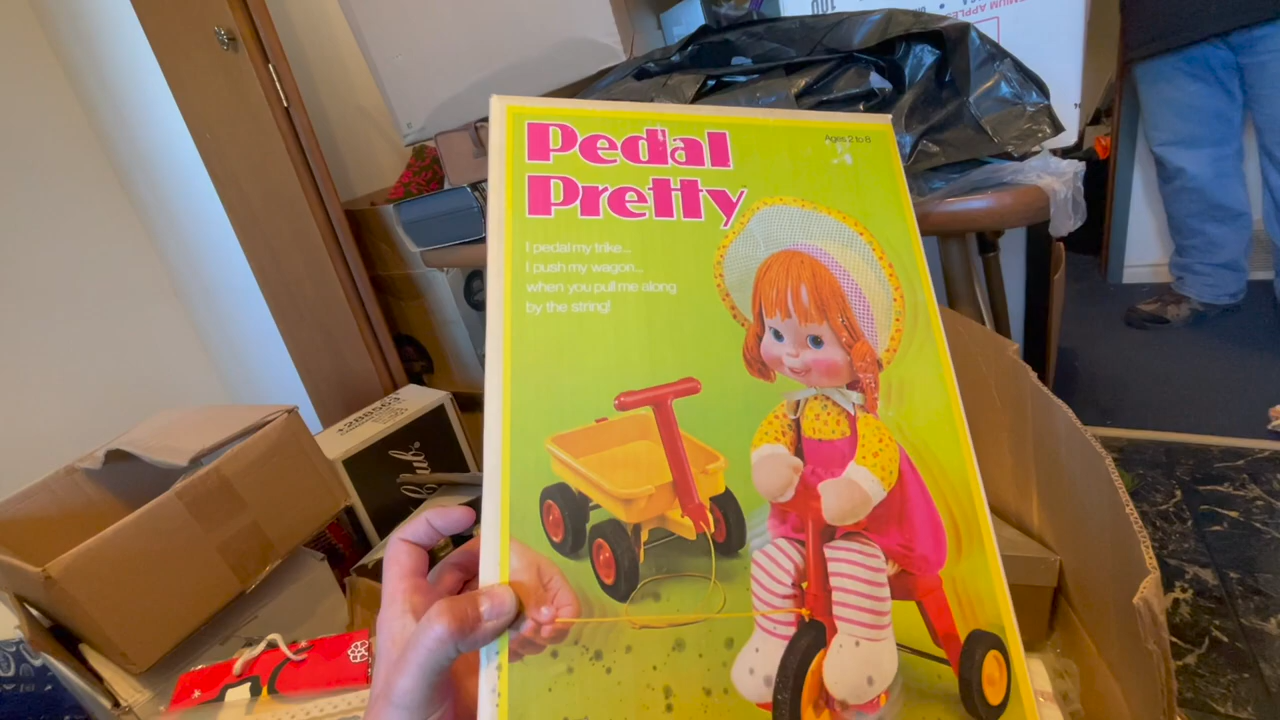 Pedal
Pretty
Ages 2 to 8
I pedal my trike...
I push my wagon...
when you pull me along
by the string!
Club